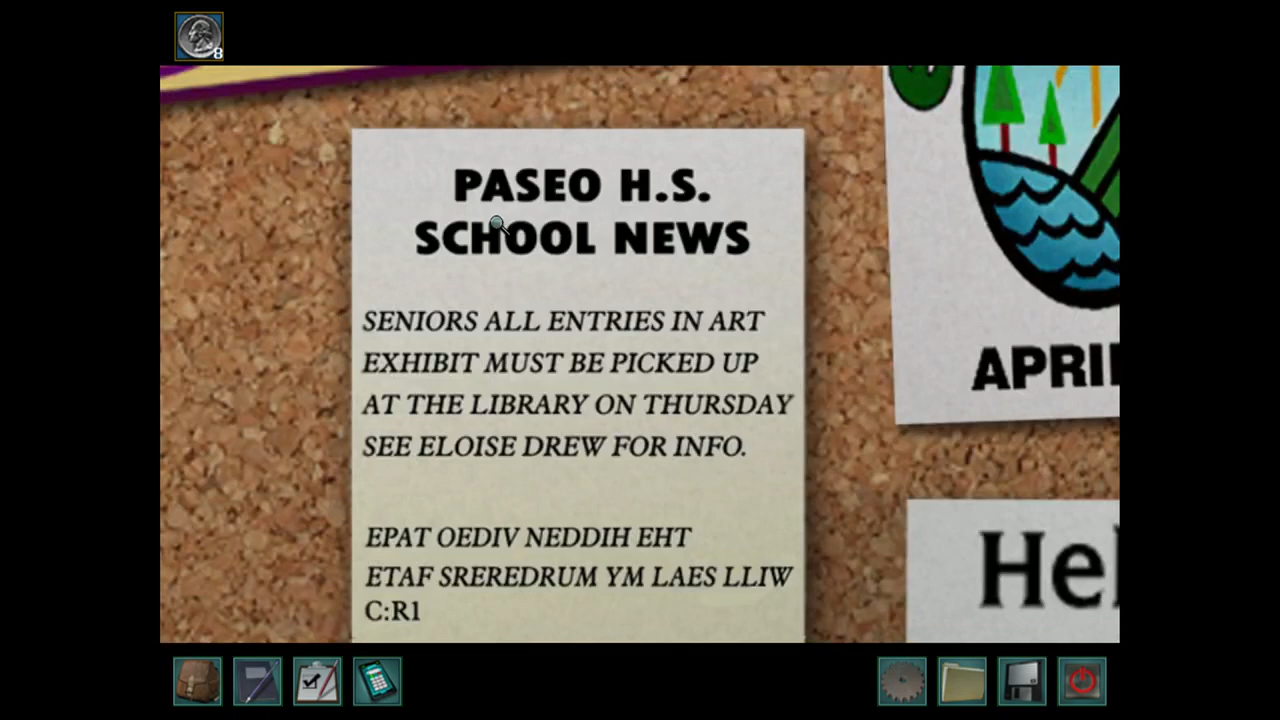 8
PASEO H.S.
SCHOOL NEWS
SENIORS ALL ENTRIES IN ART
EXHIBIT MUST BE PICKED UP
AT THE LIBRARY ON THURSDAY
SEE ELOISE DREW FOR INFO.
EPAT OEDIV NEDDIH EHT
ETAF SREREDRUM YM LAES LLIW
C:R1
APRI
Hel